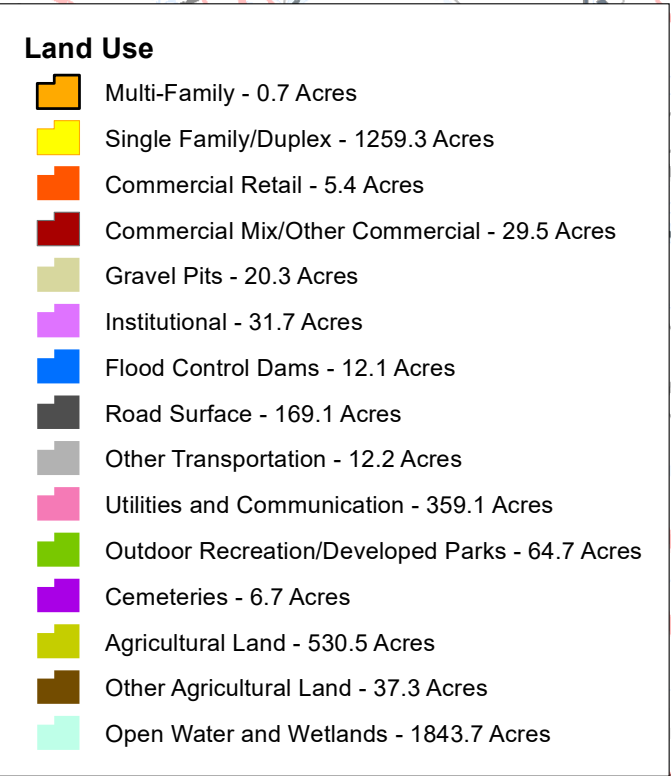 Land Use
Multi-Family - 0.7 Acres
Single Family/Duplex - 1259.3 Acres
Commercial Retail - 5.4 Acres
Commercial Mix/Other Commercial - 29.5 Acres
Gravel Pits - 20.3 Acres
Institutional - 31.7 Acres
Flood Control Dams - 12.1 Acres
Road Surface - 169.1 Acres
Other Transportation - 12.2 Acres
Utilities and Communication - 359.1 Acres
Outdoor Recreation/Developed Parks - 64.7 Acres
Cemeteries - 6.7 Acres
Agricultural Land - 530.5 Acres
Other Agricultural Land - 37.3 Acres
Open Water and Wetlands - 1843.7 Acres